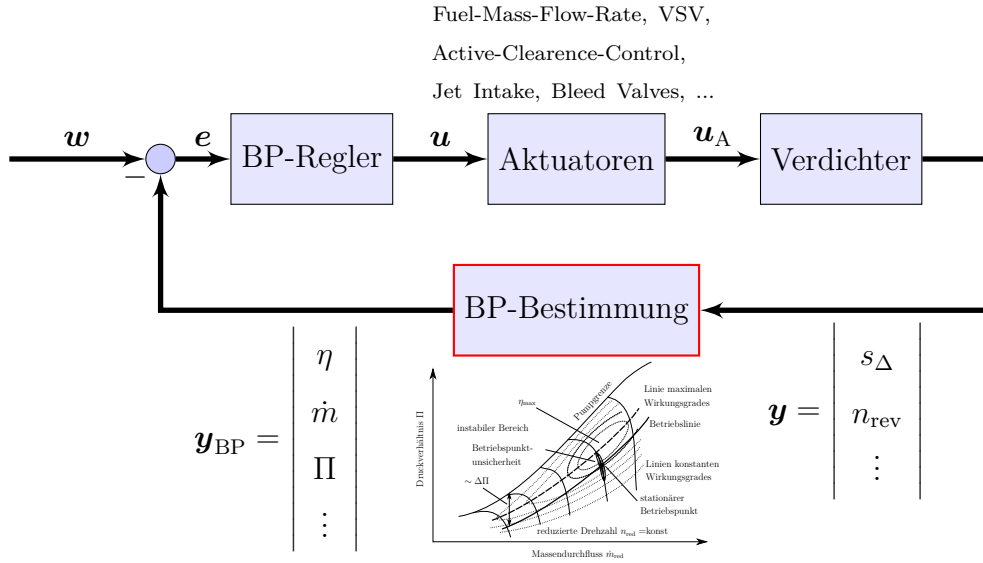 Fuel-Mass-Flow-Rate, VSV,
Active-Clearence-Control,
Jet Intake, Bleed Valves, ...
w
−
e
BP-Regler
u
Aktuatoren
u_A
Verdichter
BP-Bestimmung
y_BP =
η
ṁ
Π
⋮
y =
s_Δ
n_rev
⋮
Druckverhältnis Π
Pumpgrenze
η_max
Linie maximalen
Wirkungsgrades
instabiler Bereich
Betriebslinie
Betriebspunkt-
unsicherheit
Linien konstanten
Wirkungsgrades
∼ ΔΠ
stationärer
Betriebspunkt
reduzierte Drehzahl n_red =konst
Massendurchfluss ṁ_red